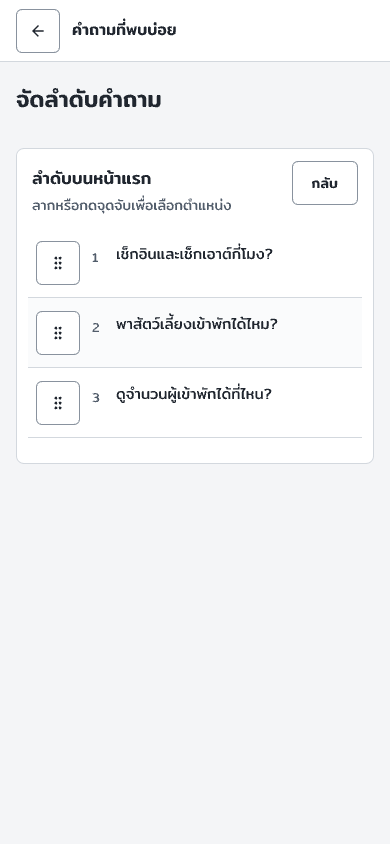 คำถามที่พบบ่อย
จัดลำดับคำถาม
ลำดับบนหน้าแรก
ลากหรือกดจุดจับเพื่อเลือกตำแหน่ง
กลับ
1 เช็กอินและเช็กเอาต์กี่โมง?
2 พาสัตว์เลี้ยงเข้าพักได้ไหม?
3 ดูจำนวนผู้เข้าพักได้ที่ไหน?